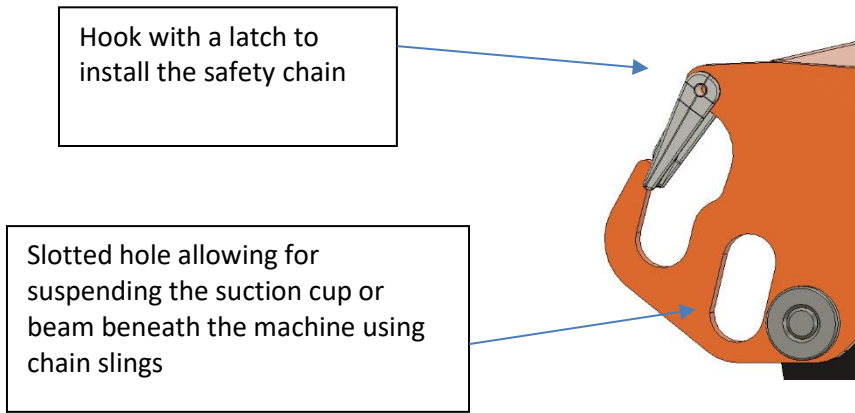 Hook with a latch to
install the safety chain
Slotted hole allowing for
suspending the suction cup or
beam beneath the machine using
chain slings